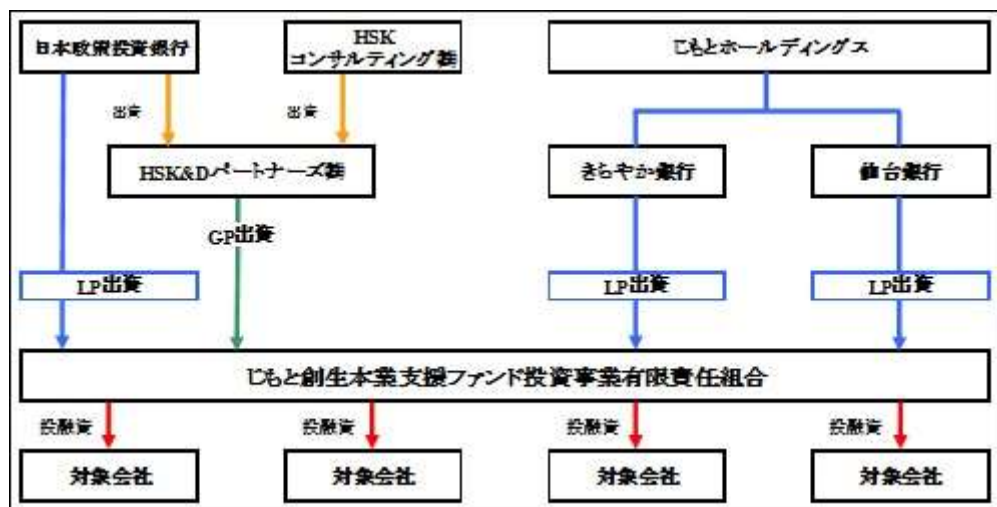 日本政策投資銀行
HSK
コンサルティング㈱
じもとホールディングス
出資
出資
HSK&Dパートナーズ㈱
きらやか銀行
仙台銀行
GP出資
LP出資
LP出資
LP出資
じもと創生本業支援ファンド投資事業有限責任組合
投融資
投融資
投融資
投融資
対象会社
対象会社
対象会社
対象会社